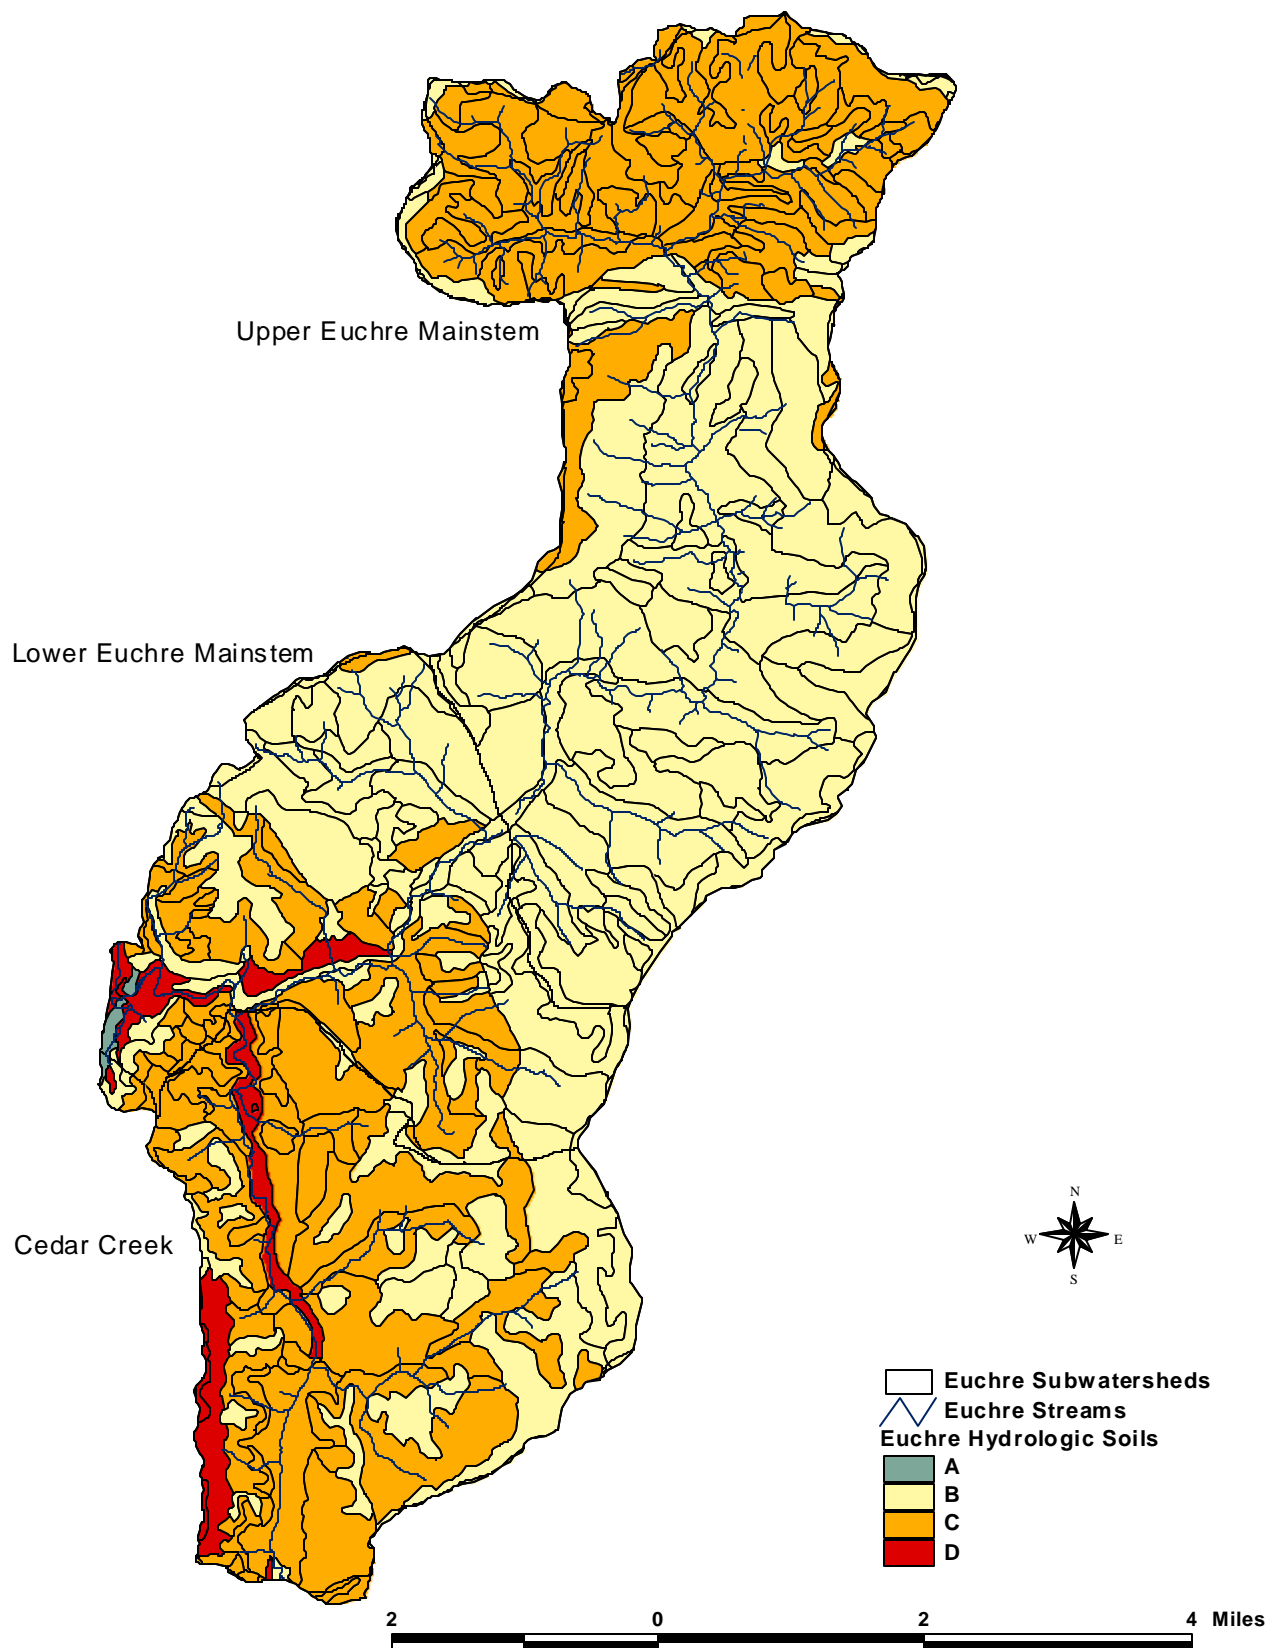 Upper Euchre Mainstem
Lower Euchre Mainstem
Cedar Creek
N
W E
S
Euchre Subwatersheds
Euchre Streams
Euchre Hydrologic Soils
A
B
C
D
2 0 2 4 Miles